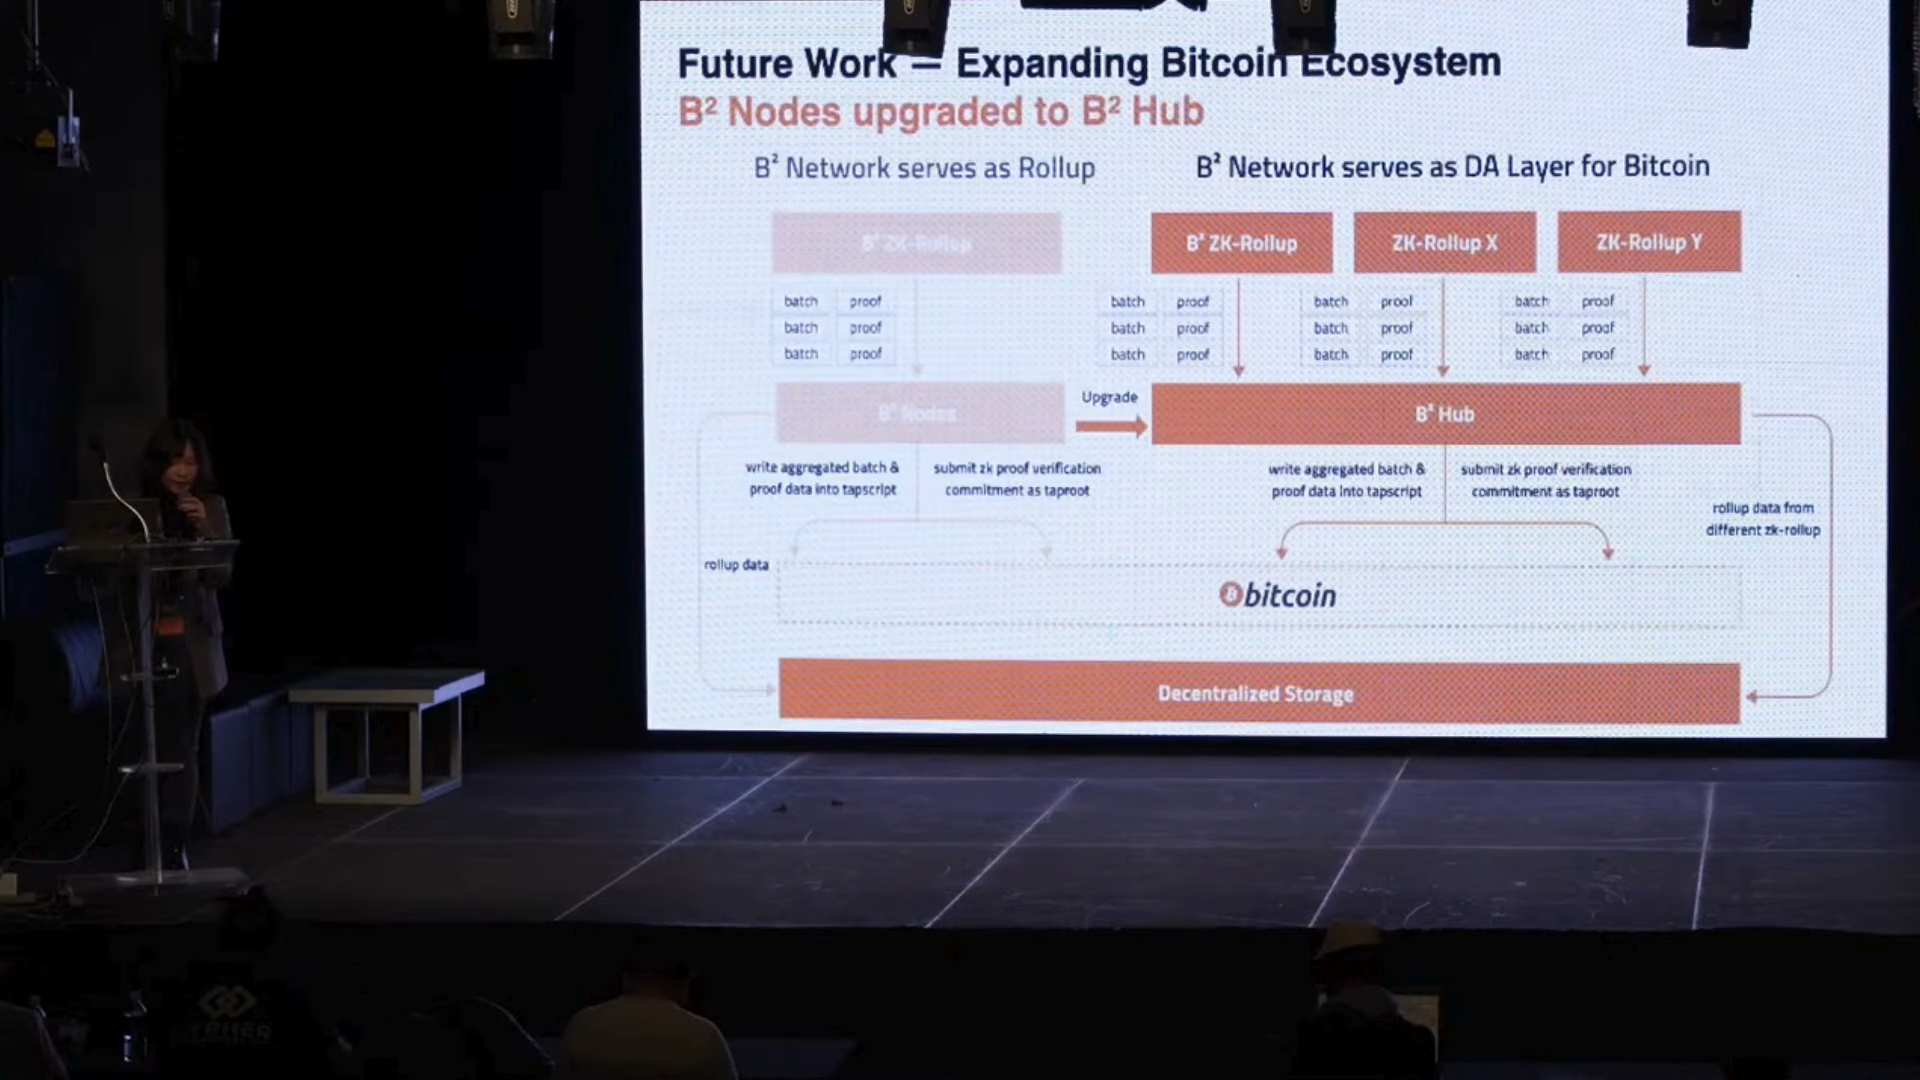 Future Work — Expanding Bitcoin Ecosystem
B² Nodes upgraded to B² Hub
B² Network serves as Rollup
B² Network serves as DA Layer for Bitcoin
B² ZK-Rollup
B² ZK-Rollup
ZK-Rollup X
ZK-Rollup Y
batch proof
batch proof
batch proof
batch proof
batch proof
batch proof
batch proof
batch proof
batch proof
batch proof
batch proof
batch proof
B² Nodes
Upgrade
B² Hub
write aggregated batch &
proof data into tapscript
submit zk proof verification
commitment as taproot
write aggregated batch &
proof data into tapscript
submit zk proof verification
commitment as taproot
rollup data from
different zk-rollup
rollup data
bitcoin
Decentralized Storage